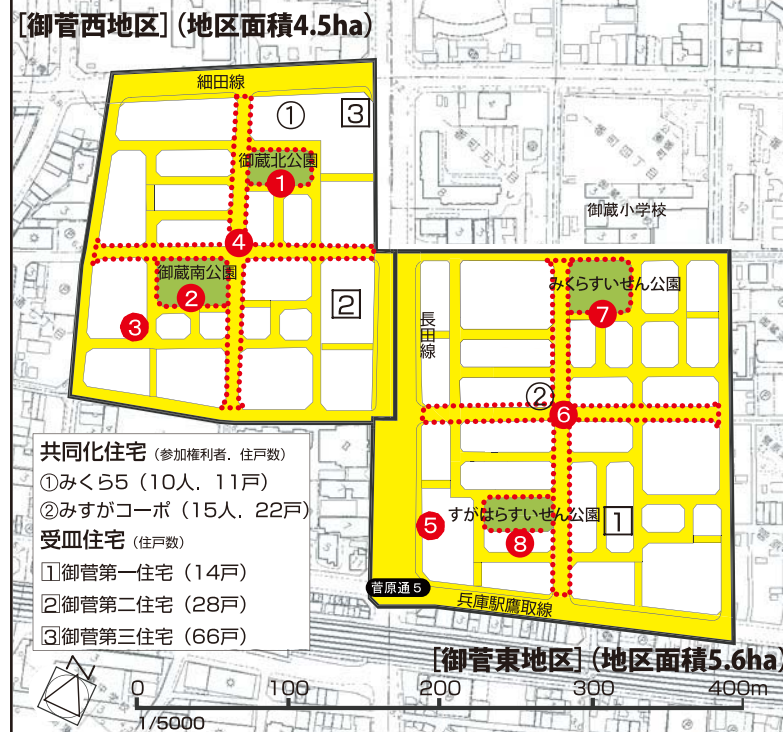 [御菅西地区](地区面積4.5ha)
細田線
① 3
御蔵北公園
1
御蔵小学校
4
御蔵南公園
2
みくらすいせん公園
7
3
2
長田線
②
6
共同化住宅(参加権利者.住戸数)
①みくら5(10人.11戸)
②みすがコーポ(15人.22戸)
受皿住宅(住戸数)
1御菅第一住宅(14戸)
2御菅第二住宅(28戸)
3御菅第三住宅(66戸)
すがはらすいせん公園
1
5
8
菅原通5
兵庫駅鷹取線
[御菅東地区](地区面積5.6ha)
N
0 100 200 300 400m
1/5000